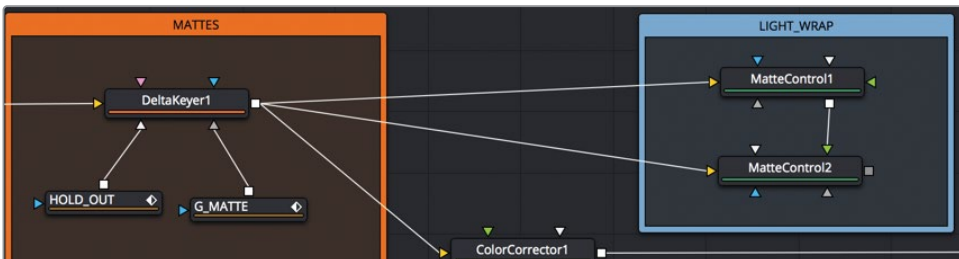 MATTES
LIGHT_WRAP
DeltaKeyer1
MatteControl1
HOLD_OUT
G_MATTE
MatteControl2
ColorCorrector1